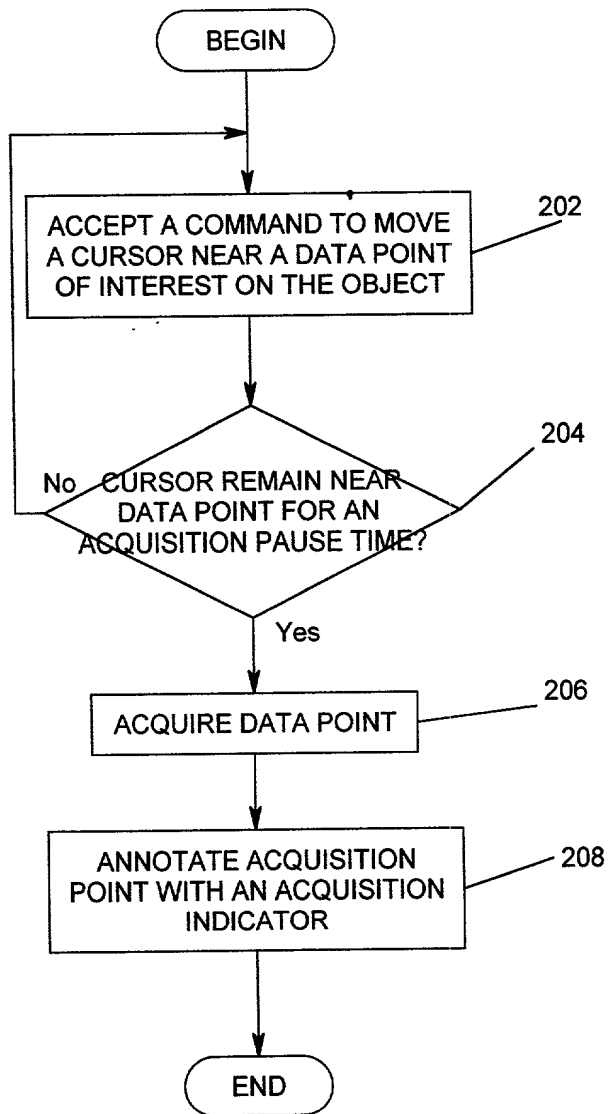 BEGIN
ACCEPT A COMMAND TO MOVE
A CURSOR NEAR A DATA POINT
OF INTEREST ON THE OBJECT
202
204
No
CURSOR REMAIN NEAR
DATA POINT FOR AN
ACQUISITION PAUSE TIME?
Yes
206
ACQUIRE DATA POINT
ANNOTATE ACQUISITION
POINT WITH AN ACQUISITION
INDICATOR
208
END